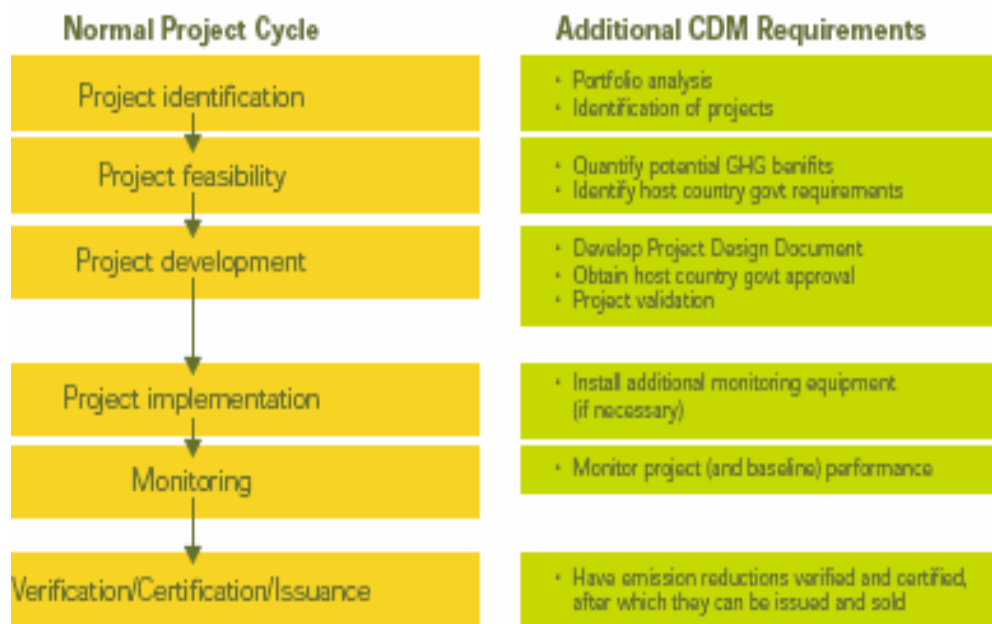 Normal Project Cycle
Additional CDM Requirements
Project identification
• Portfolio analysis
• Identification of projects
Project feasibility
• Quantify potential GHG benifits
• Identify host country govt requirements
Project development
• Develop Project Design Document
• Obtain host country govt approval
• Project validation
Project implementation
• Install additional monitoring equipment
(if necessary)
Monitoring
• Monitor project (and baseline) performance
Verification/Certification/Issuance
• Have emission reductions verified and certified,
after which they can be issued and sold